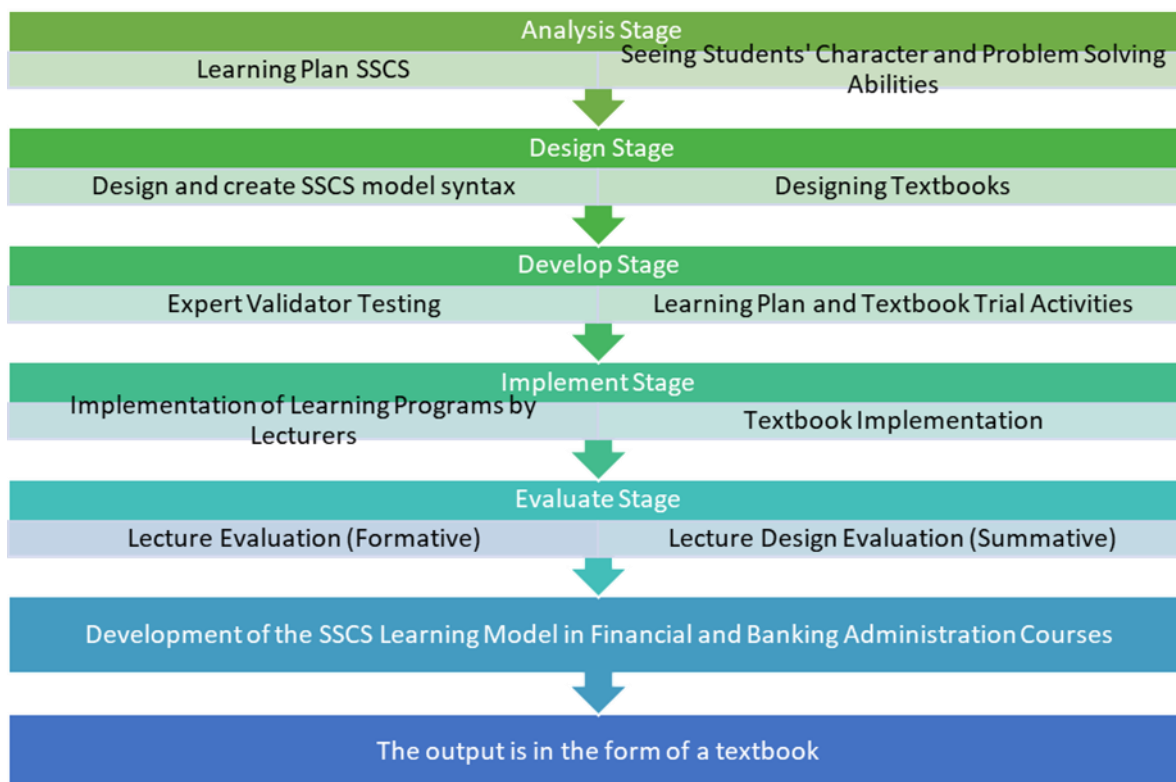 Analysis Stage
Learning Plan SSCS
Seeing Students' Character and Problem Solving
Abilities
Design Stage
Design and create SSCS model syntax
Designing Textbooks
Develop Stage
Expert Validator Testing
Learning Plan and Textbook Trial Activities
Implement Stage
Implementation of Learning Programs by
Lecturers
Textbook Implementation
Evaluate Stage
Lecture Evaluation (Formative)
Lecture Design Evaluation (Summative)
Development of the SSCS Learning Model in Financial and Banking Administration Courses
The output is in the form of a textbook